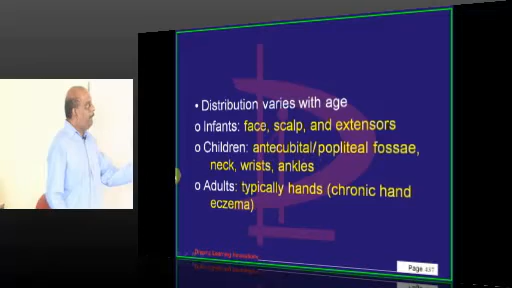 • Distribution varies with age
o Infants: face, scalp, and extensors
o Children: antecubital/popliteal fossae,
neck, wrists, ankles
o Adults: typically hands (chronic hand
eczema)
Page